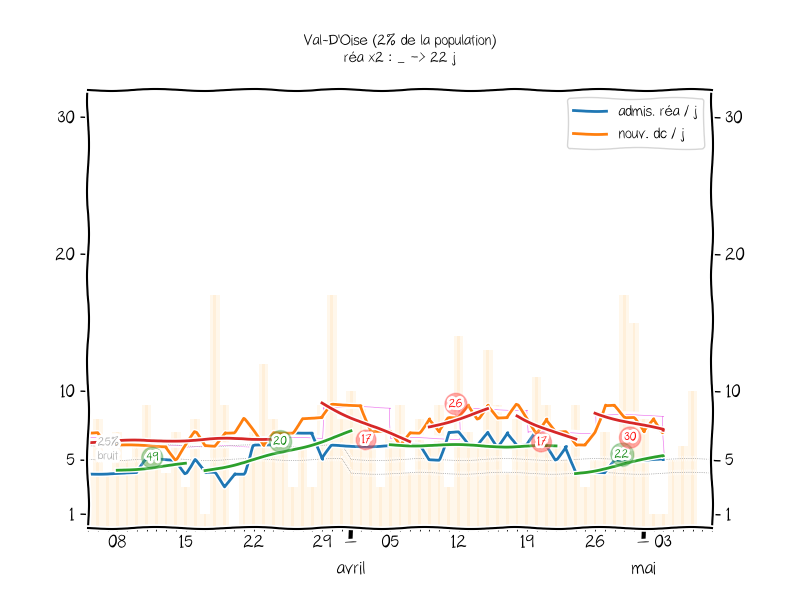 Val-D'Oise (2% de la population)
réa x2 : _ -> 22 j
admis. réa / j
nouv. dc / j
30
30
20
20
10
10
5
5
1
1
25%
bruit
49
20
17
26
17
30
22
08 15 22 29 05 12 19 26 03
avril mai